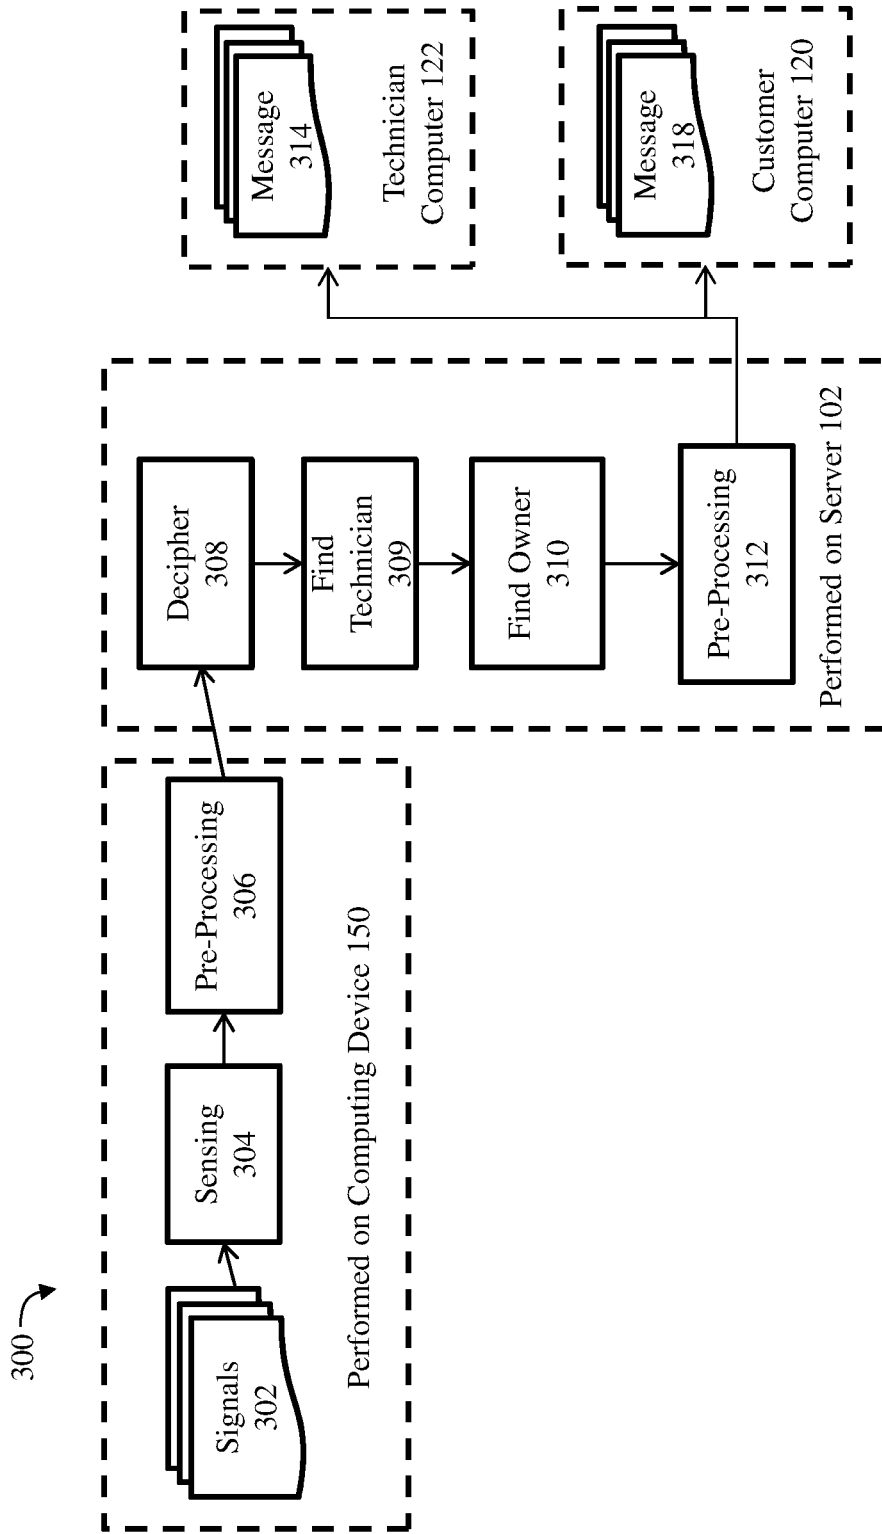 300
Signals
302
Sensing
304
Pre-Processing
306
Performed on Computing Device 150
Decipher
308
Find
Technician
309
Find Owner
310
Pre-Processing
312
Performed on Server 102
Message
314
Technician
Computer 122
Message
318
Customer
Computer 120